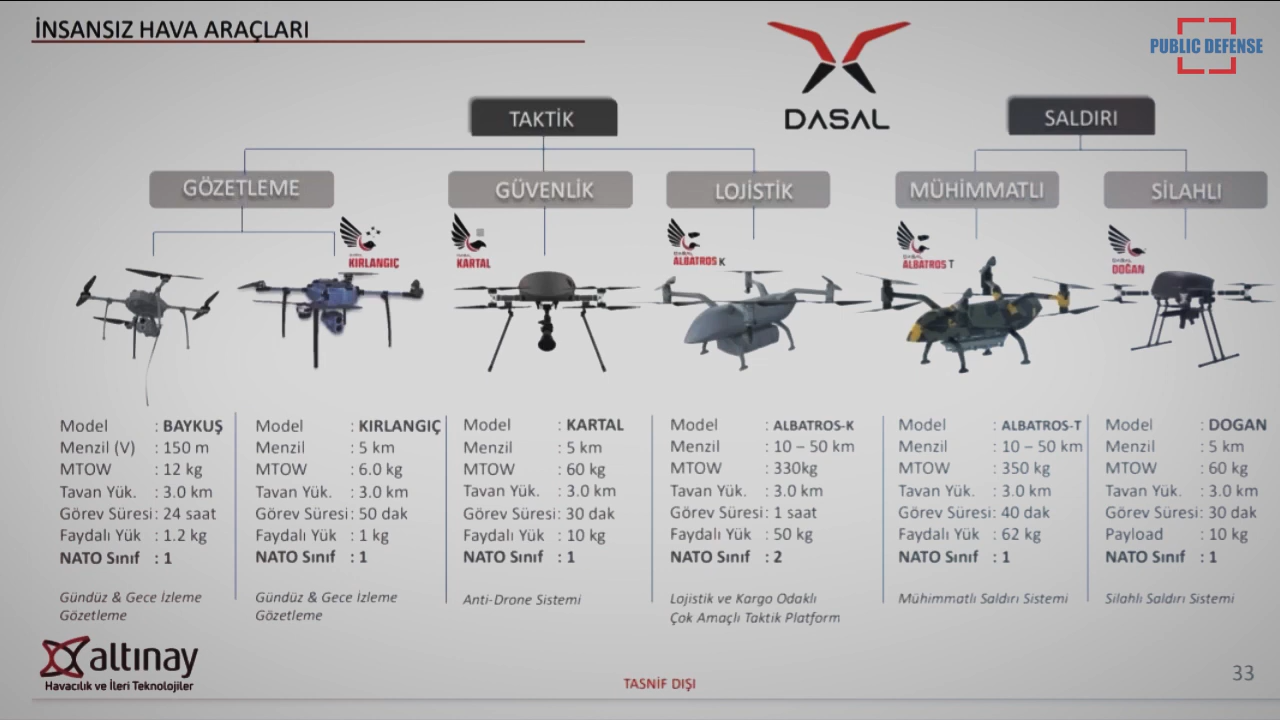 İNSANSIZ HAVA ARAÇLARI
PUBLIC DEFENSE
DASAL
TAKTİK
SALDIRI
GÖZETLEME
GÜVENLİK
LOJİSTİK
MÜHİMMATLI
SİLAHLI
KIRLANGIÇ
KARTAL
DASAL
ALBATROS K
DASAL
ALBATROS T
DASAL
DOĞAN
Model : BAYKUŞ
Menzil (V) : 150 m
MTOW : 12 kg
Tavan Yük. : 3.0 km
Görev Süresi : 24 saat
Faydalı Yük : 1.2 kg
NATO Sınıf : 1
Gündüz & Gece İzleme
Gözetleme
Model : KIRLANGIÇ
Menzil : 5 km
MTOW : 6.0 kg
Tavan Yük. : 3.0 km
Görev Süresi : 50 dak
Faydalı Yük : 1 kg
NATO Sınıf : 1
Gündüz & Gece İzleme
Gözetleme
Model : KARTAL
Menzil : 5 km
MTOW : 60 kg
Tavan Yük. : 3.0 km
Görev Süresi : 30 dak
Faydalı Yük : 10 kg
NATO Sınıf : 1
Anti-Drone Sistemi
Model : ALBATROS-K
Menzil : 10 – 50 km
MTOW : 330kg
Tavan Yük. : 3.0 km
Görev Süresi : 1 saat
Faydalı Yük : 50 kg
NATO Sınıf : 2
Lojistik ve Kargo Odaklı
Çok Amaçlı Taktik Platform
Model : ALBATROS-T
Menzil : 10 – 50 km
MTOW : 350 kg
Tavan Yük. : 3.0 km
Görev Süresi : 40 dak
Faydalı Yük : 62 kg
NATO Sınıf : 1
Mühimmatlı Saldırı Sistemi
Model : DOGAN
Menzil : 5 km
MTOW : 60 kg
Tavan Yük. : 3.0 km
Görev Süresi : 30 dak
Payload : 10 kg
NATO Sınıf : 1
Silahlı Saldırı Sistemi
altınay
Havacılık ve İleri Teknolojiler
TASNİF DIŞI
33